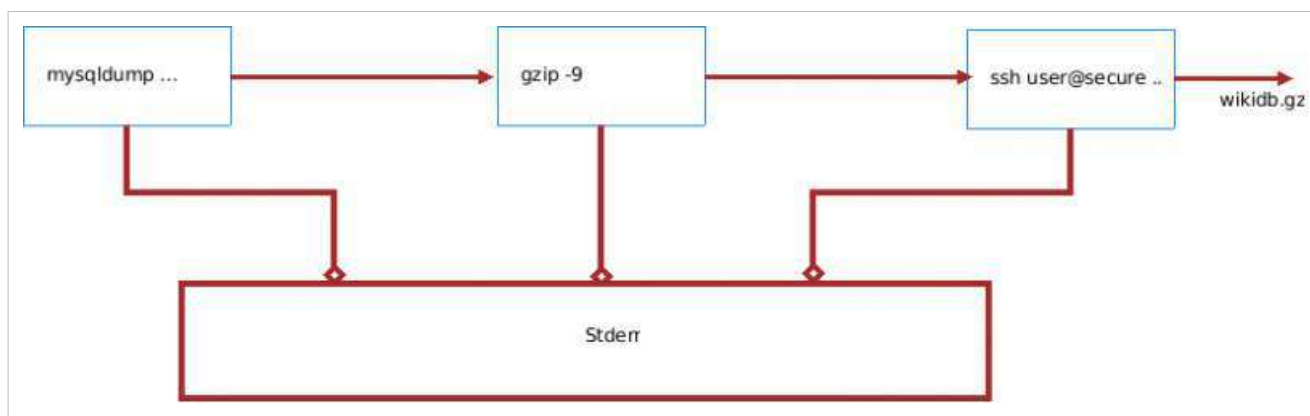 mysqldump ...
gzip -9
ssh user@secure ..
wikidb.gz
Stderr